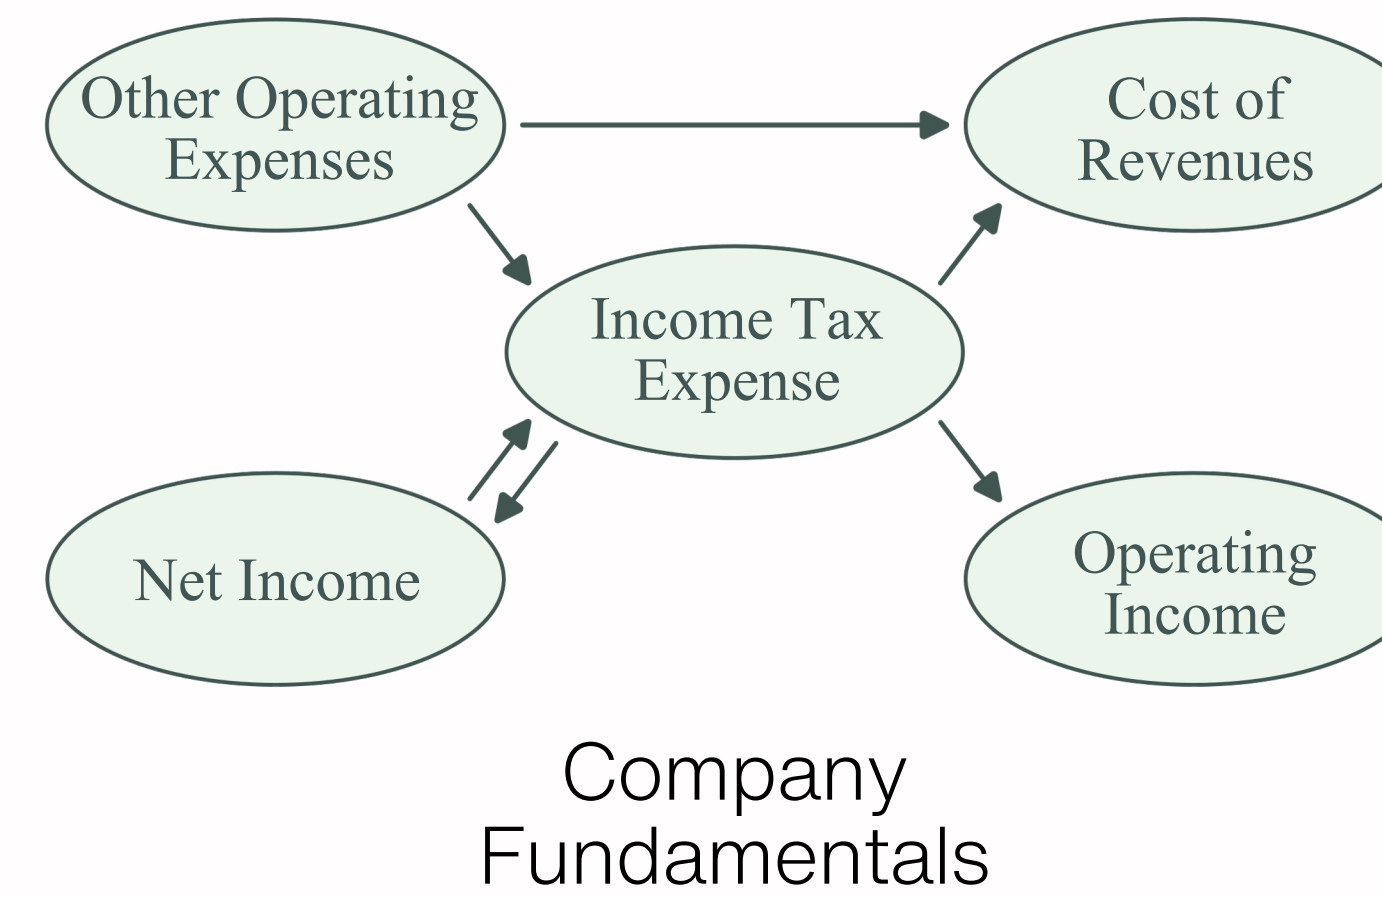 Other Operating
Expenses
Cost of
Revenues
Income Tax
Expense
Net Income
Operating
Income
Company
Fundamentals